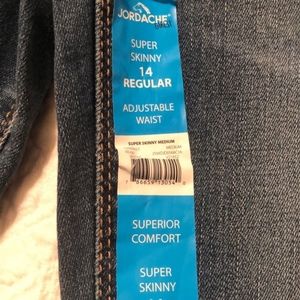 JORDACHE
SUPER
SKINNY
14
REGULAR
ADJUSTABLE
WAIST
SUPER SKINNY MEDIUM
SUPERIOR
COMFORT
SUPER
SKINNY